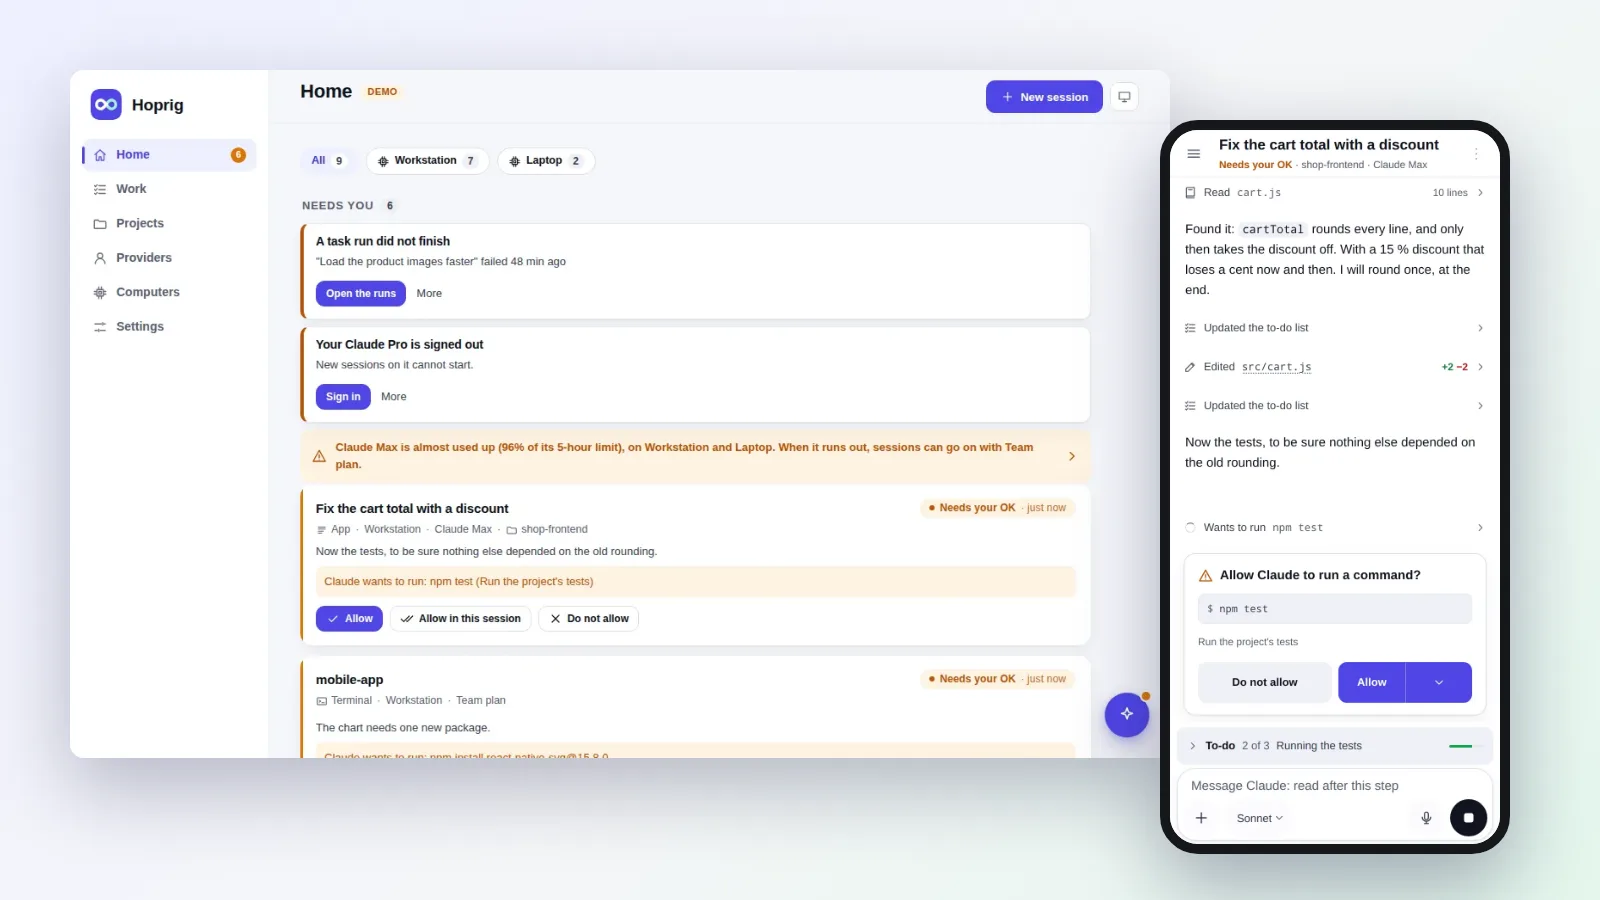 Hoprig
Home 6
Work
Projects
Providers
Computers
Settings
Home DEMO
New session
All 9
Workstation 7
Laptop 2
NEEDS YOU 6
A task run did not finish
"Load the product images faster" failed 48 min ago
Open the runs More
Your Claude Pro is signed out
New sessions on it cannot start.
Sign in More
Claude Max is almost used up (96% of its 5-hour limit), on Workstation and Laptop. When it runs out, sessions can go on with Team
plan.
Fix the cart total with a discount
Needs your OK · just now
App · Workstation · Claude Max · shop-frontend
Now the tests, to be sure nothing else depended on the old rounding.
Claude wants to run: npm test (Run the project's tests)
Allow
Allow in this session
Do not allow
mobile-app
Needs your OK · just now
Terminal · Workstation · Team plan
The chart needs one new package.
Claude wants to run: npm install react-native-svg@15.8.0
Fix the cart total with a discount
Needs your OK · shop-frontend · Claude Max
Read cart.js 10 lines
Found it: cartTotal rounds every line, and only
then takes the discount off. With a 15 % discount that
loses a cent now and then. I will round once, at the
end.
Updated the to-do list
Edited src/cart.js +2 −2
Updated the to-do list
Now the tests, to be sure nothing else depended on
the old rounding.
Wants to run npm test
Allow Claude to run a command?
$ npm test
Run the project's tests
Do not allow
Allow
To-do 2 of 3 Running the tests
Message Claude: read after this step
Sonnet